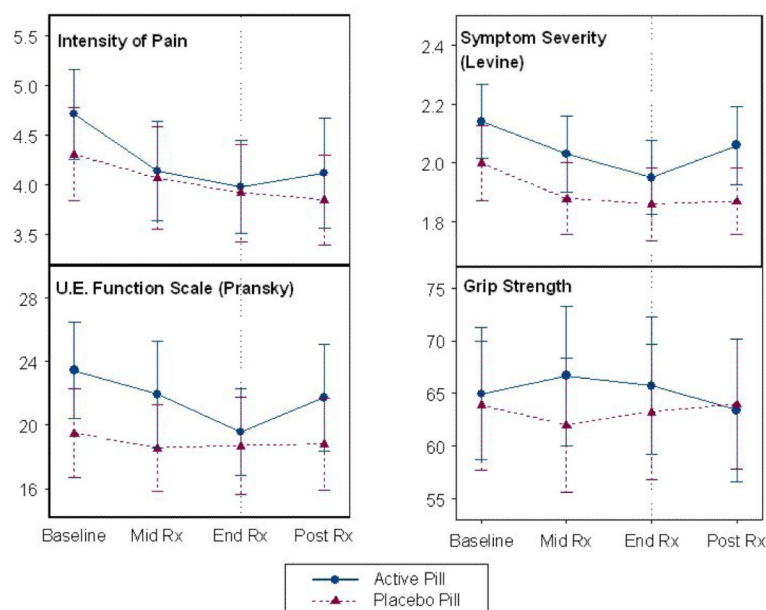 Intensity of Pain
5.5
5.0
4.5
4.0
3.5
Symptom Severity
(Levine)
2.4
2.2
2.0
1.8
U.E. Function Scale (Pransky)
28
24
20
16
Baseline Mid Rx End Rx Post Rx
Grip Strength
75
70
65
60
55
Baseline Mid Rx End Rx Post Rx
Active Pill
Placebo Pill